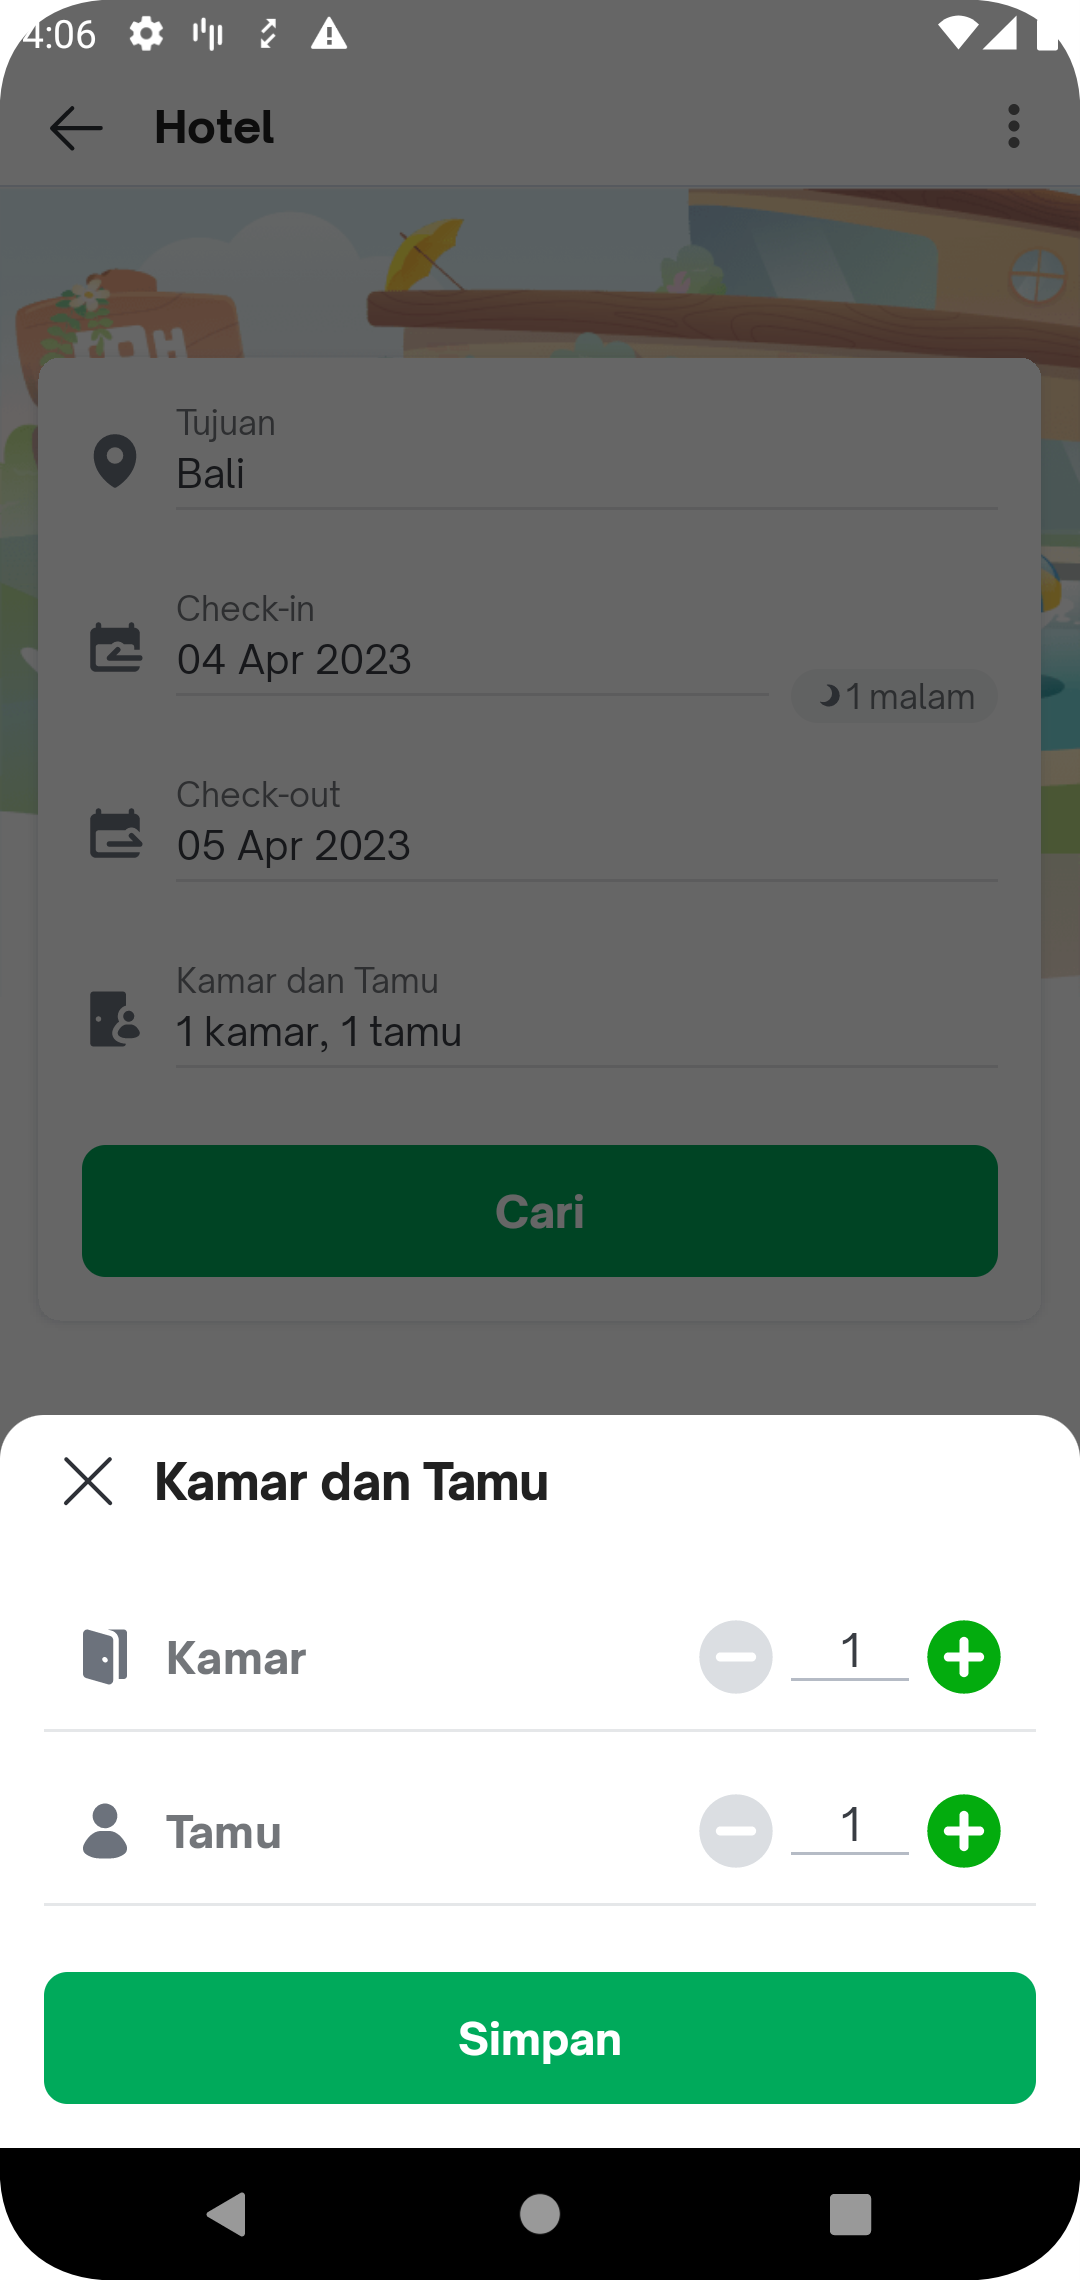 4:06
Hotel
Tujuan
Bali
Check-in
04 Apr 2023
1 malam
Check-out
05 Apr 2023
Kamar dan Tamu
1 kamar, 1 tamu
Cari
Kamar dan Tamu
Kamar
1
Tamu
1
Simpan